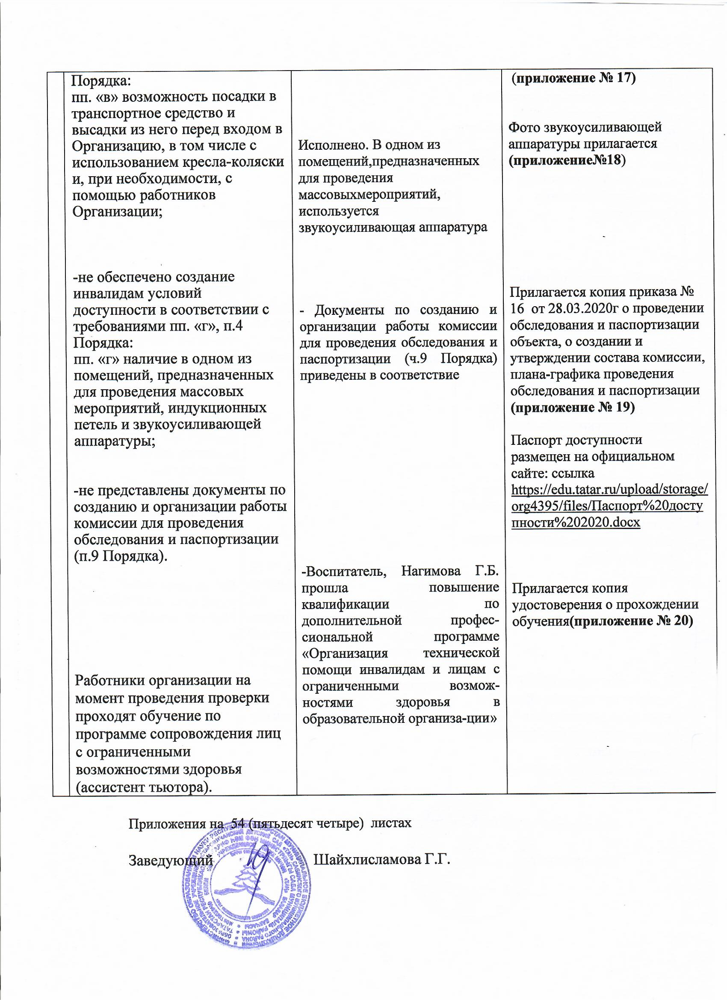 Порядка:
пп. «в» возможность посадки в
транспортное средство и
высадки из него перед входом в
Организацию, в том числе с
использованием кресла-коляски
и, при необходимости, с
помощью работников
Организации;
-не обеспечено создание
инвалидам условий
доступности в соответствии с
требованиями пп. «г», п.4
Порядка:
пп. «г» наличие в одном из
помещений, предназначенных
для проведения массовых
мероприятий, индукционных
петель и звукоусиливающей
аппаратуры;
-не представлены документы по
созданию и организации работы
комиссии для проведения
обследования и паспортизации
(п.9 Порядка).
Работники организации на
момент проведения проверки
проходят обучение по
программе сопровождения лиц
с ограниченными
возможностями здоровья
(ассистент тьютора).
Исполнено. В одном из
помещений,предназначенных
для проведения
массовыхмероприятий,
используется
звукоусиливающая аппаратура
- Документы по созданию и
организации работы комиссии
для проведения обследования и
паспортизации (ч.9 Порядка)
приведены в соответствие
-Воспитатель, Нагимова Г.Б.
прошла повышение
квалификации по
дополнительной профес-
сиональной программе
«Организация технической
помощи инвалидам и лицам с
ограниченными возмож-
ностями здоровья в
образовательной организа-ции»
(приложение № 17)
Фото звукоусиливающей
аппаратуры прилагается
(приложение№18)
Прилагается копия приказа №
16 от 28.03.2020г о проведении
обследования и паспортизации
объекта, о создании и
утверждении состава комиссии,
плана-графика проведения
обследования и паспортизации
(приложение № 19)
Паспорт доступности
размещен на официальном
сайте: ссылка
https://edu.tatar.ru/upload/storage/
org4395/files/Паспорт%20досту
пности%202020.docx
Прилагается копия
удостоверения о прохождении
обучения(приложение № 20)
Приложения на 54 (пятьдесят четыре) листах
Заведующий Шайхлисламова Г.Г.